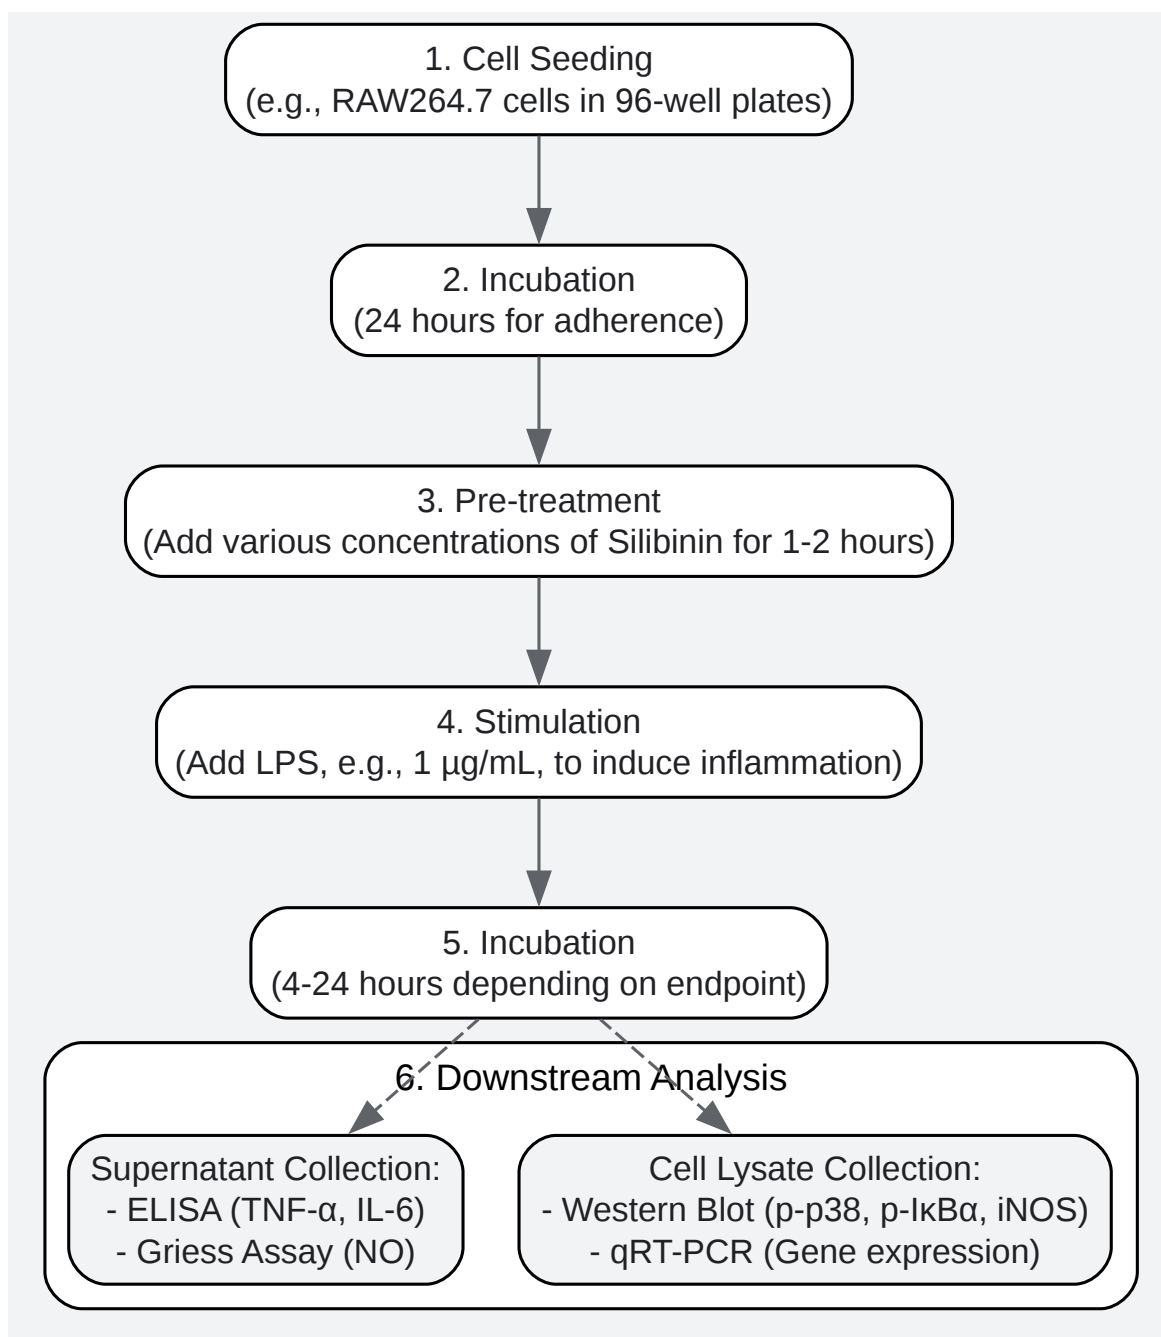 1. Cell Seeding
(e.g., RAW264.7 cells in 96-well plates)
2. Incubation
(24 hours for adherence)
3. Pre-treatment
(Add various concentrations of Silibinin for 1-2 hours)
4. Stimulation
(Add LPS, e.g., 1 µg/mL, to induce inflammation)
5. Incubation
(4-24 hours depending on endpoint)
6. Downstream Analysis
Supernatant Collection:
- ELISA (TNF-α, IL-6)
- Griess Assay (NO)
Cell Lysate Collection:
- Western Blot (p-p38, p-IκBα, iNOS)
- qRT-PCR (Gene expression)